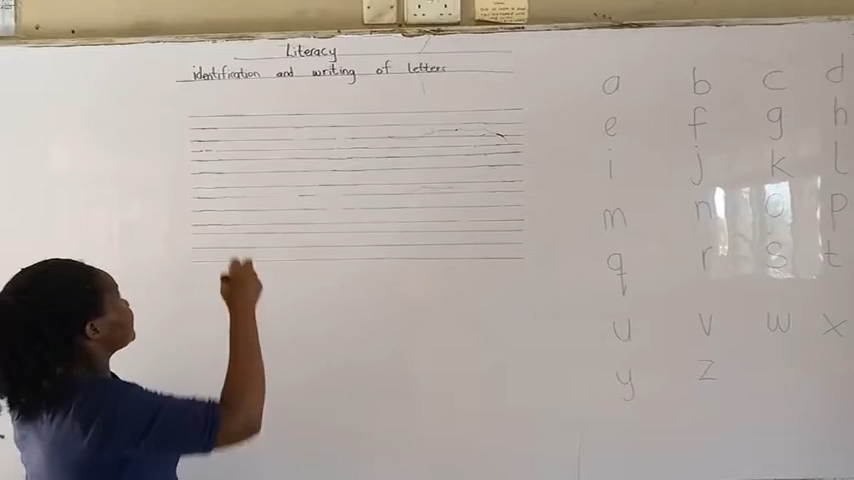 Literacy
identification and writing of letters
a b c d
e f g h
i j k l
m n o p
q r s t
u v w x
y z